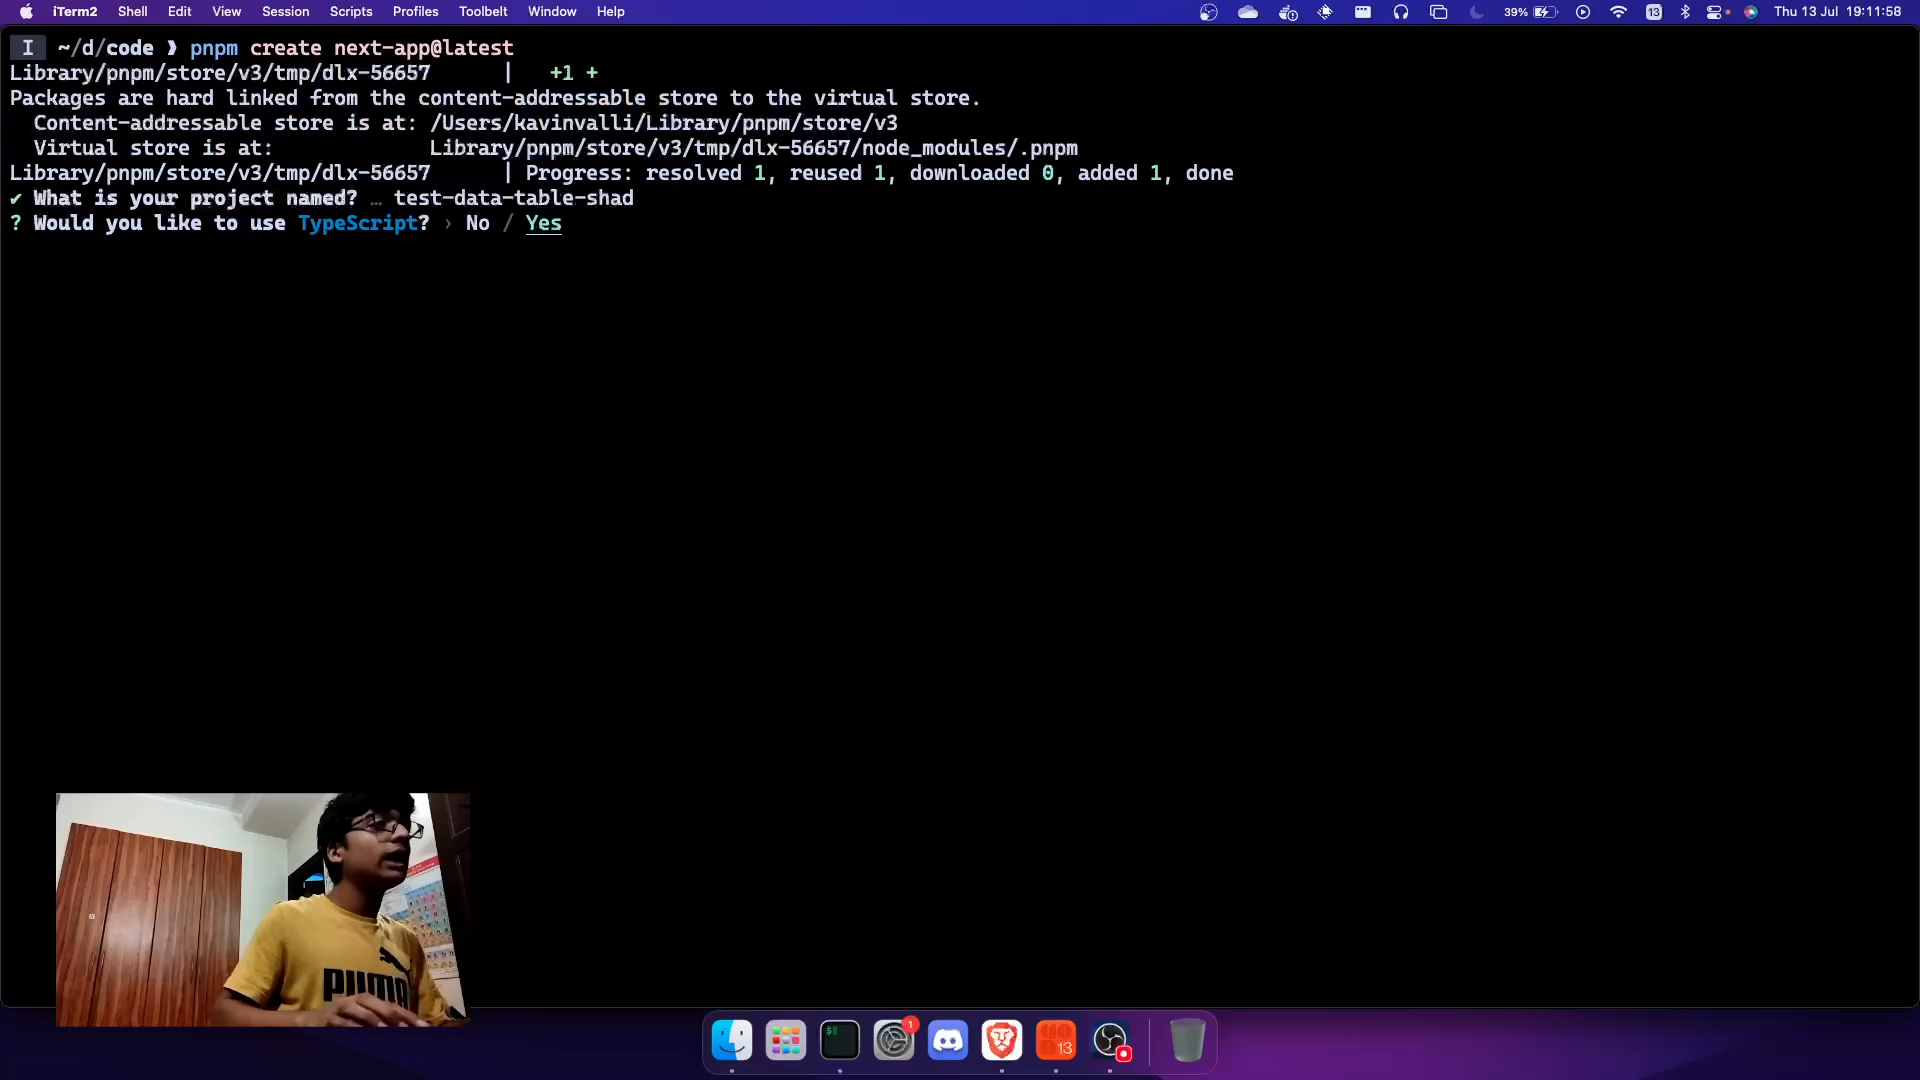 iTerm2 Shell Edit View Session Scripts Profiles Toolbelt Window Help 39% 13 Thu 13 Jul 19:11:58
I ~/d/code ❱ pnpm create next-app@latest
Library/pnpm/store/v3/tmp/dlx-56657 | +1 +
Packages are hard linked from the content-addressable store to the virtual store.
Content-addressable store is at: /Users/kavinvalli/Library/pnpm/store/v3
Virtual store is at: Library/pnpm/store/v3/tmp/dlx-56657/node_modules/.pnpm
Library/pnpm/store/v3/tmp/dlx-56657 | Progress: resolved 1, reused 1, downloaded 0, added 1, done
✔ What is your project named? … test-data-table-shad
? Would you like to use TypeScript? › No / Yes
PUMA
$
1
13